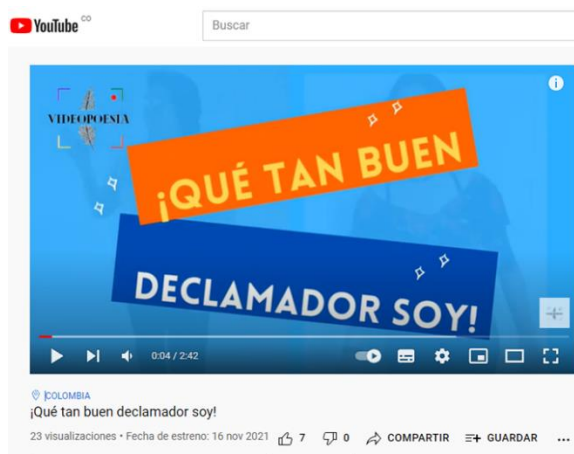 YouTube CO
Buscar
VIDEOPOESIA
¡QUÉ TAN BUEN
DECLAMADOR SOY!
0:04 / 2:42
COLOMBIA
¡Qué tan buen declamador soy!
23 visualizaciones • Fecha de estreno: 16 nov 2021 7 0 COMPARTIR GUARDAR ...